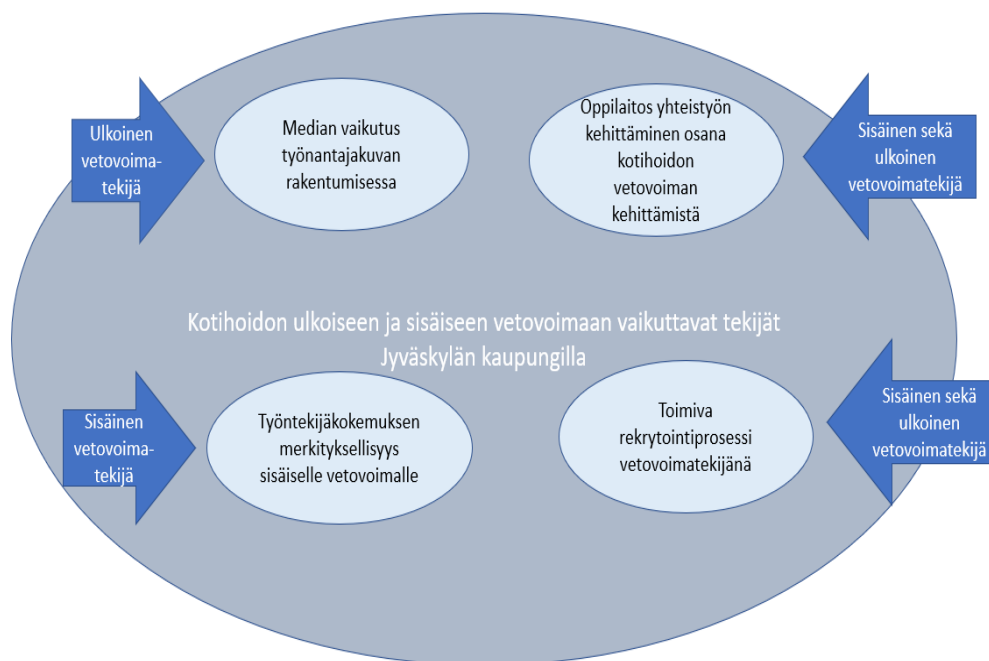 Ulkoinen
vetovoima-
tekijä
Median vaikutus
työnantajakuvan
rakentumisessa
Oppilaitos yhteistyön
kehittäminen osana
kotihoidon
vetovoiman
kehittämistä
Sisäinen sekä
ulkoinen
vetovoimatekijä
Kotihoidon ulkoiseen ja sisäiseen vetovoimaan vaikuttavat tekijät
Jyväskylän kaupungilla
Sisäinen
vetovoima-
tekijä
Työntekijäkokemuksen
merkityksellisyys
sisäiselle vetovoimalle
Toimiva
rekrytointiprosessi
vetovoimatekijänä
Sisäinen sekä
ulkoinen
vetovoimatekijä